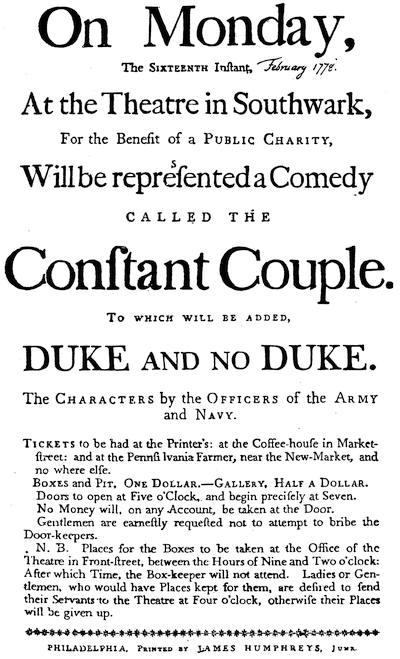 On Monday,
The SIXTEENTH Inſtant, February 1778.
At the Theatre in Southwark,
For the Benefit of a PUBLIC CHARITY,
Will be repreſented a Comedy
CALLED THE
Conſtant Couple.
TO WHICH WILL BE ADDED,
DUKE AND NO DUKE.
The CHARACTERS by the OFFICERS of the ARMY
and NAVY.
TICKETS to be had at the Printer's: at the Coffee-houſe in Market-
ſtreet: and at the Pennſilvania Farmer, near the New-Market, and
no where elſe.
BOXES and PIT, ONE DOLLAR.—GALLERY, HALF A DOLLAR.
Doors to open at Five o'Clock, and begin preciſely at Seven.
No Money will, on any Account, be taken at the Door.
Gentlemen are earneſtly requeſted not to attempt to bribe the
Door-keepers.
N. B. Places for the Boxes to be taken at the Office of the
Theatre in Front-ſtreet, between the Hours of Nine and Two o'clock:
After which Time, the Box-keeper will not attend. Ladies or Gen-
tlemen, who would have Places kept for them, are deſired to ſend
their Servants to the Theatre at Four o'clock, otherwiſe their Places
will be given up.
PHILADELPHIA, PRINTED BY JAMES HUMPHREYS, JUNR.